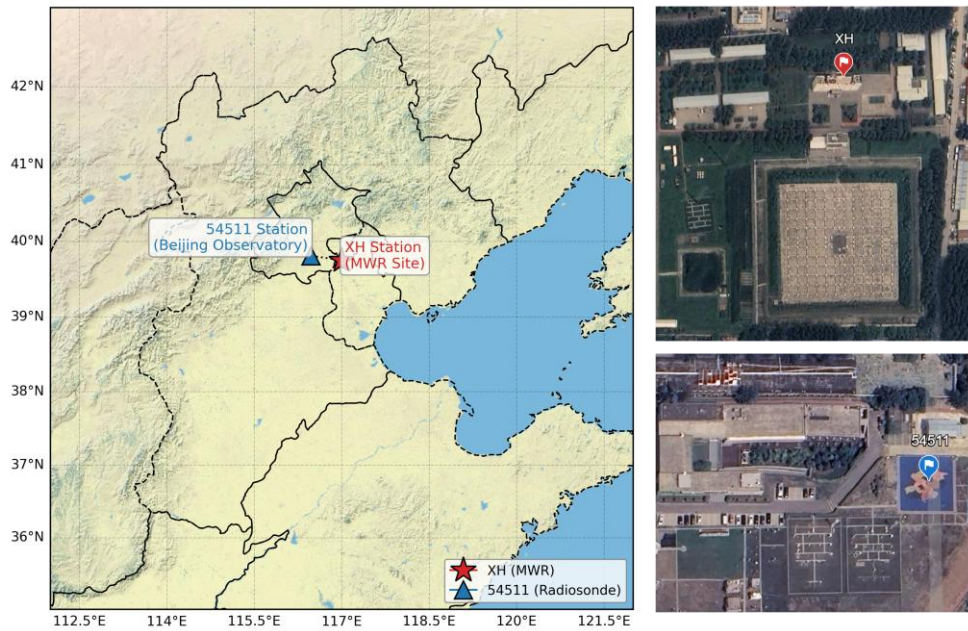 42°N
41°N
40°N
39°N
38°N
37°N
36°N
54511 Station
(Beijing Observatory)
XH Station
(MWR Site)
XH (MWR)
54511 (Radiosonde)
112.5°E
114°E
115.5°E
117°E
118.5°E
120°E
121.5°E
XH
54511